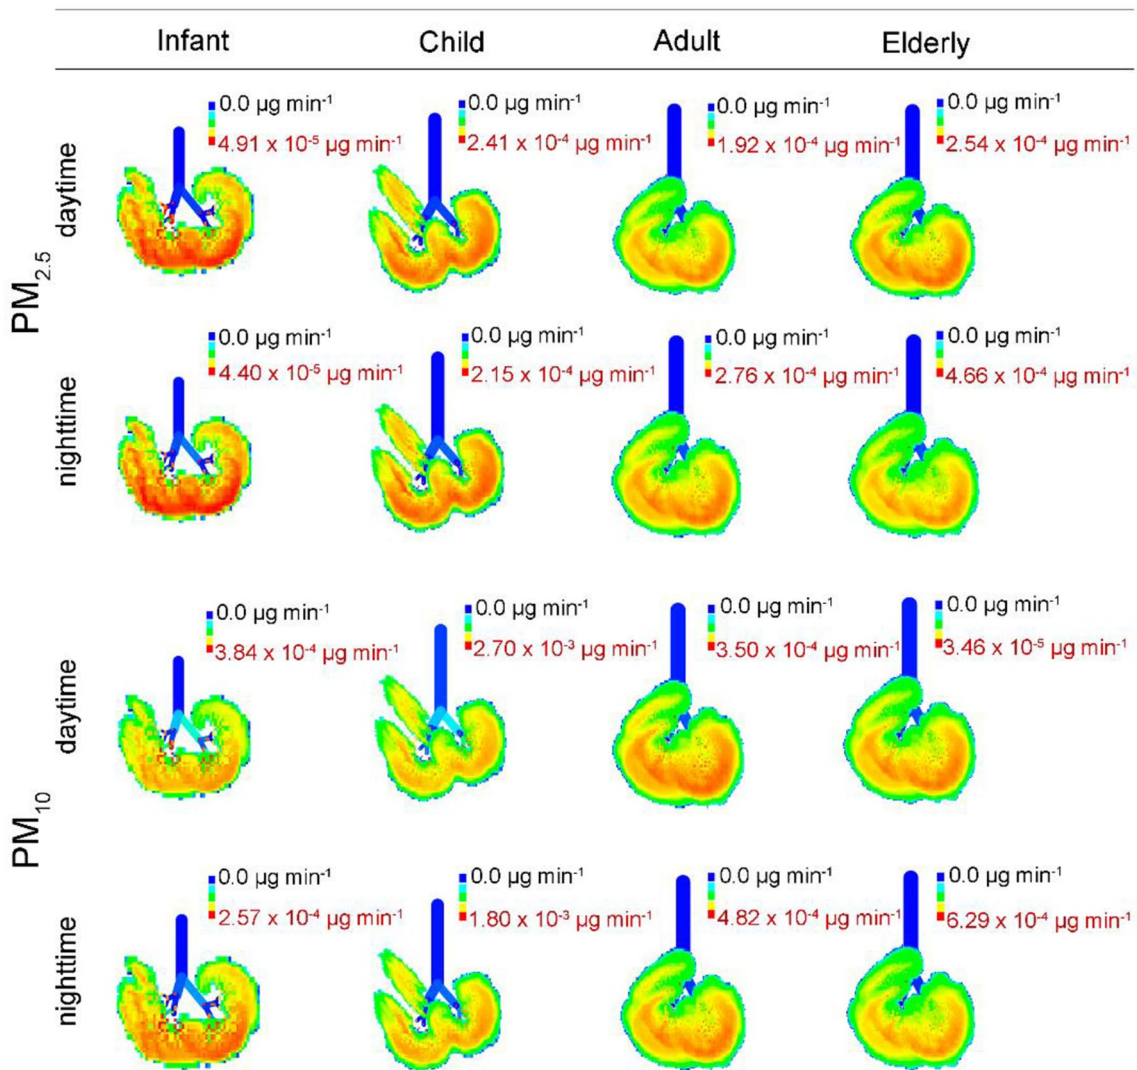 Infant Child Adult Elderly
PM2.5
daytime
0.0 µg min-1 0.0 µg min-1 0.0 µg min-1 0.0 µg min-1
4.91 x 10-5 µg min-1 2.41 x 10-4 µg min-1 1.92 x 10-4 µg min-1 2.54 x 10-4 µg min-1
nighttime
0.0 µg min-1 0.0 µg min-1 0.0 µg min-1 0.0 µg min-1
4.40 x 10-5 µg min-1 2.15 x 10-4 µg min-1 2.76 x 10-4 µg min-1 4.66 x 10-4 µg min-1
PM10
daytime
0.0 µg min-1 0.0 µg min-1 0.0 µg min-1 0.0 µg min-1
3.84 x 10-4 µg min-1 2.70 x 10-3 µg min-1 3.50 x 10-4 µg min-1 3.46 x 10-5 µg min-1
nighttime
0.0 µg min-1 0.0 µg min-1 0.0 µg min-1 0.0 µg min-1
2.57 x 10-4 µg min-1 1.80 x 10-3 µg min-1 4.82 x 10-4 µg min-1 6.29 x 10-4 µg min-1